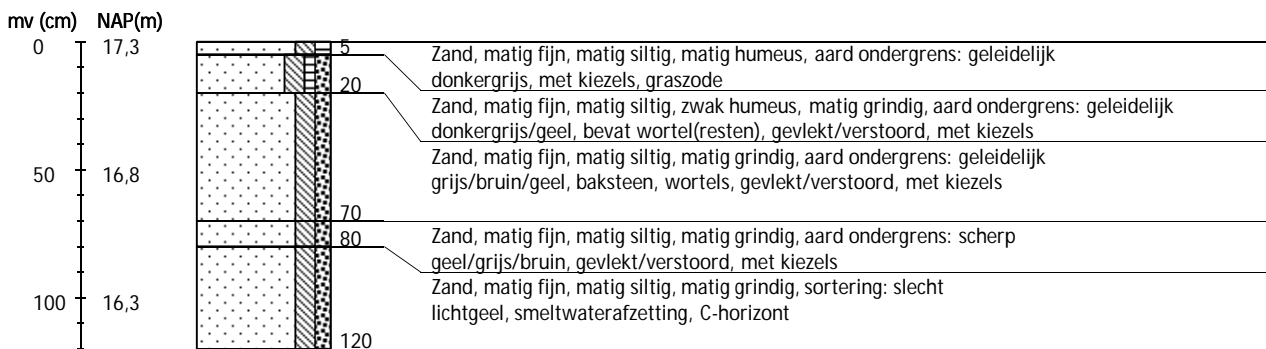 mv (cm) NAP(m)
0 17,3 5
Zand, matig fijn, matig siltig, matig humeus, aard ondergrens: geleidelijk
donkergrijs, met kiezels, graszode
20
Zand, matig fijn, matig siltig, zwak humeus, matig grindig, aard ondergrens: geleidelijk
donkergrijs/geel, bevat wortel(resten), gevlekt/verstoord, met kiezels
Zand, matig fijn, matig siltig, matig grindig, aard ondergrens: geleidelijk
50 16,8
grijs/bruin/geel, baksteen, wortels, gevlekt/verstoord, met kiezels
70
Zand, matig fijn, matig siltig, matig grindig, aard ondergrens: scherp
80
geel/grijs/bruin, gevlekt/verstoord, met kiezels
Zand, matig fijn, matig siltig, matig grindig, sortering: slecht
100 16,3
lichtgeel, smeltwaterafzetting, C-horizont
120